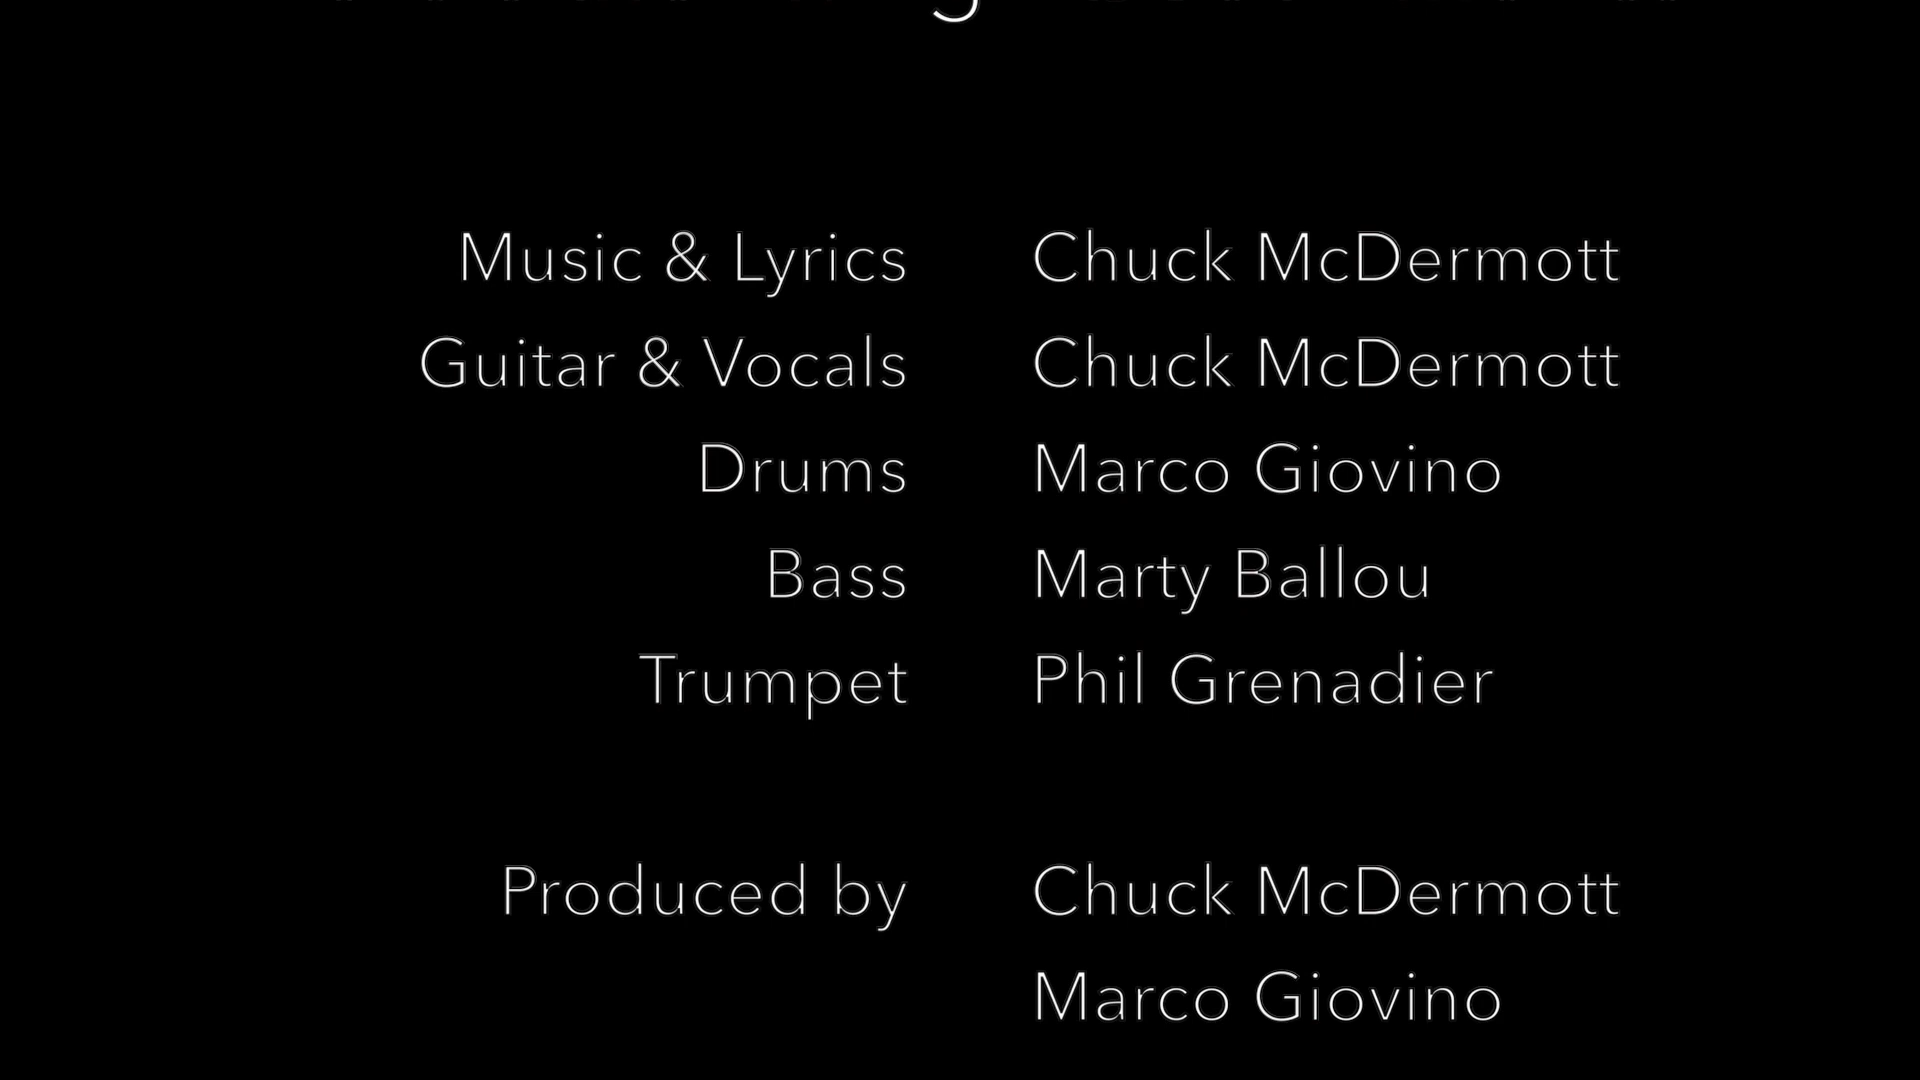 Music & Lyrics Chuck McDermott
Guitar & Vocals Chuck McDermott
Drums Marco Giovino
Bass Marty Ballou
Trumpet Phil Grenadier
Produced by Chuck McDermott
Marco Giovino